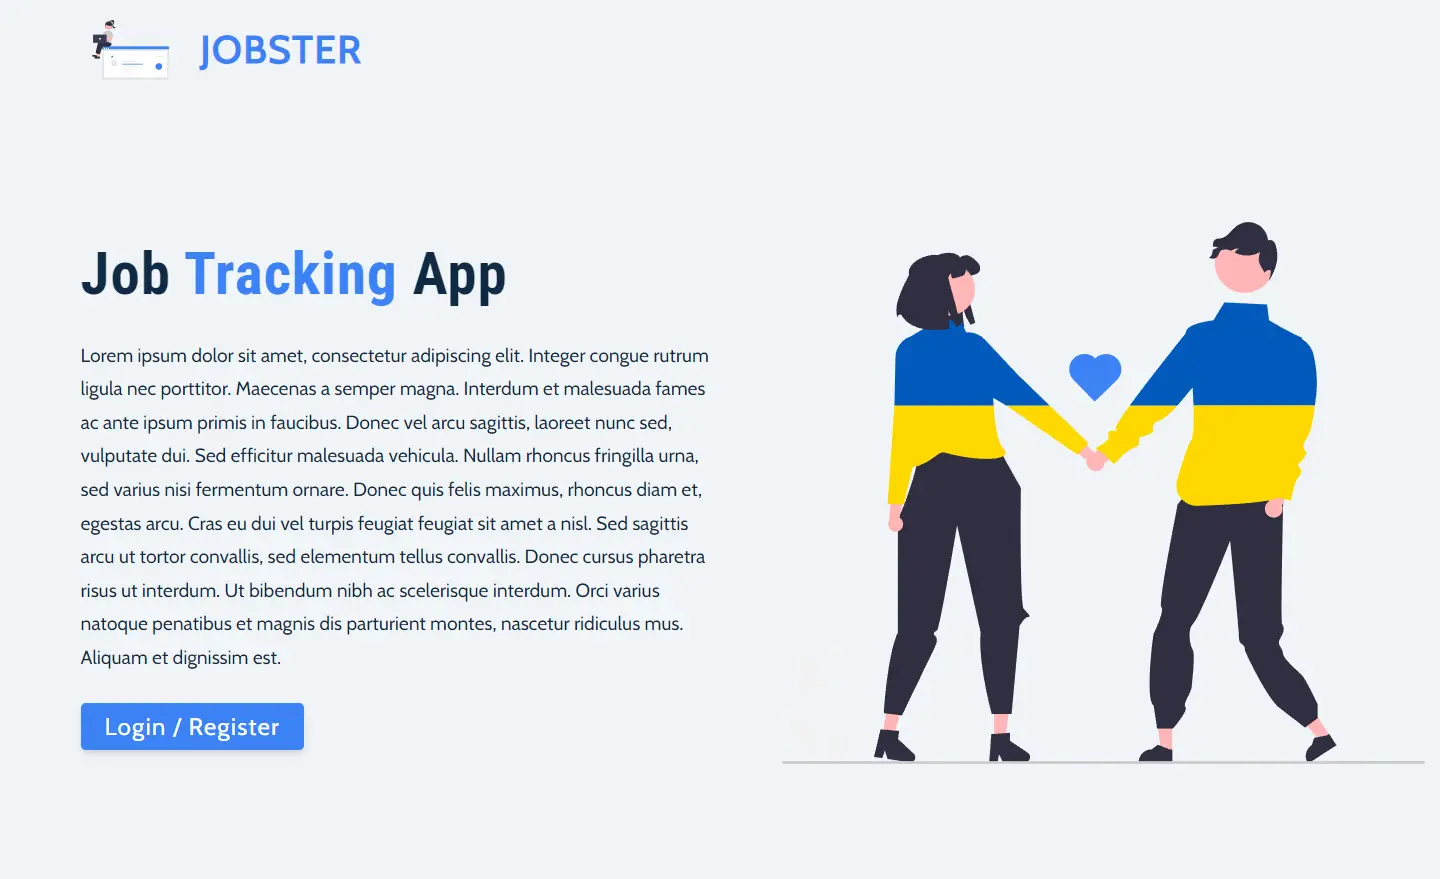 JOBSTER
Job Tracking App
Lorem ipsum dolor sit amet, consectetur adipiscing elit. Integer congue rutrum
ligula nec porttitor. Maecenas a semper magna. Interdum et malesuada fames
ac ante ipsum primis in faucibus. Donec vel arcu sagittis, laoreet nunc sed,
vulputate dui. Sed efficitur malesuada vehicula. Nullam rhoncus fringilla urna,
sed varius nisi fermentum ornare. Donec quis felis maximus, rhoncus diam et,
egestas arcu. Cras eu dui vel turpis feugiat feugiat sit amet a nisl. Sed sagittis
arcu ut tortor convallis, sed elementum tellus convallis. Donec cursus pharetra
risus ut interdum. Ut bibendum nibh ac scelerisque interdum. Orci varius
natoque penatibus et magnis dis parturient montes, nascetur ridiculus mus.
Aliquam et dignissim est.
Login / Register